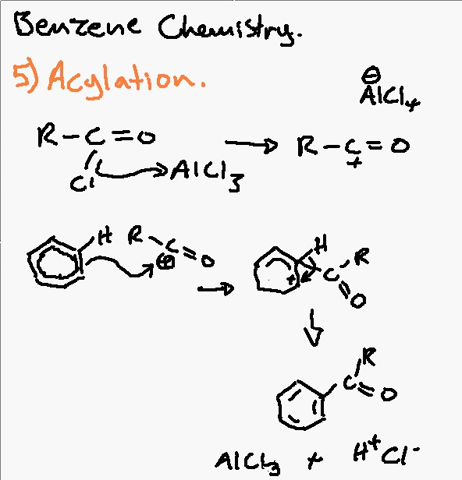 Benzene Chemistry.
5) Acylation.
⊖
AlCl4
R-C=O
Cl
AlCl3
R-C=O
+
H R-C=O
⊕
H
+ C R
O
R
C=O
AlCl3 + H+Cl-